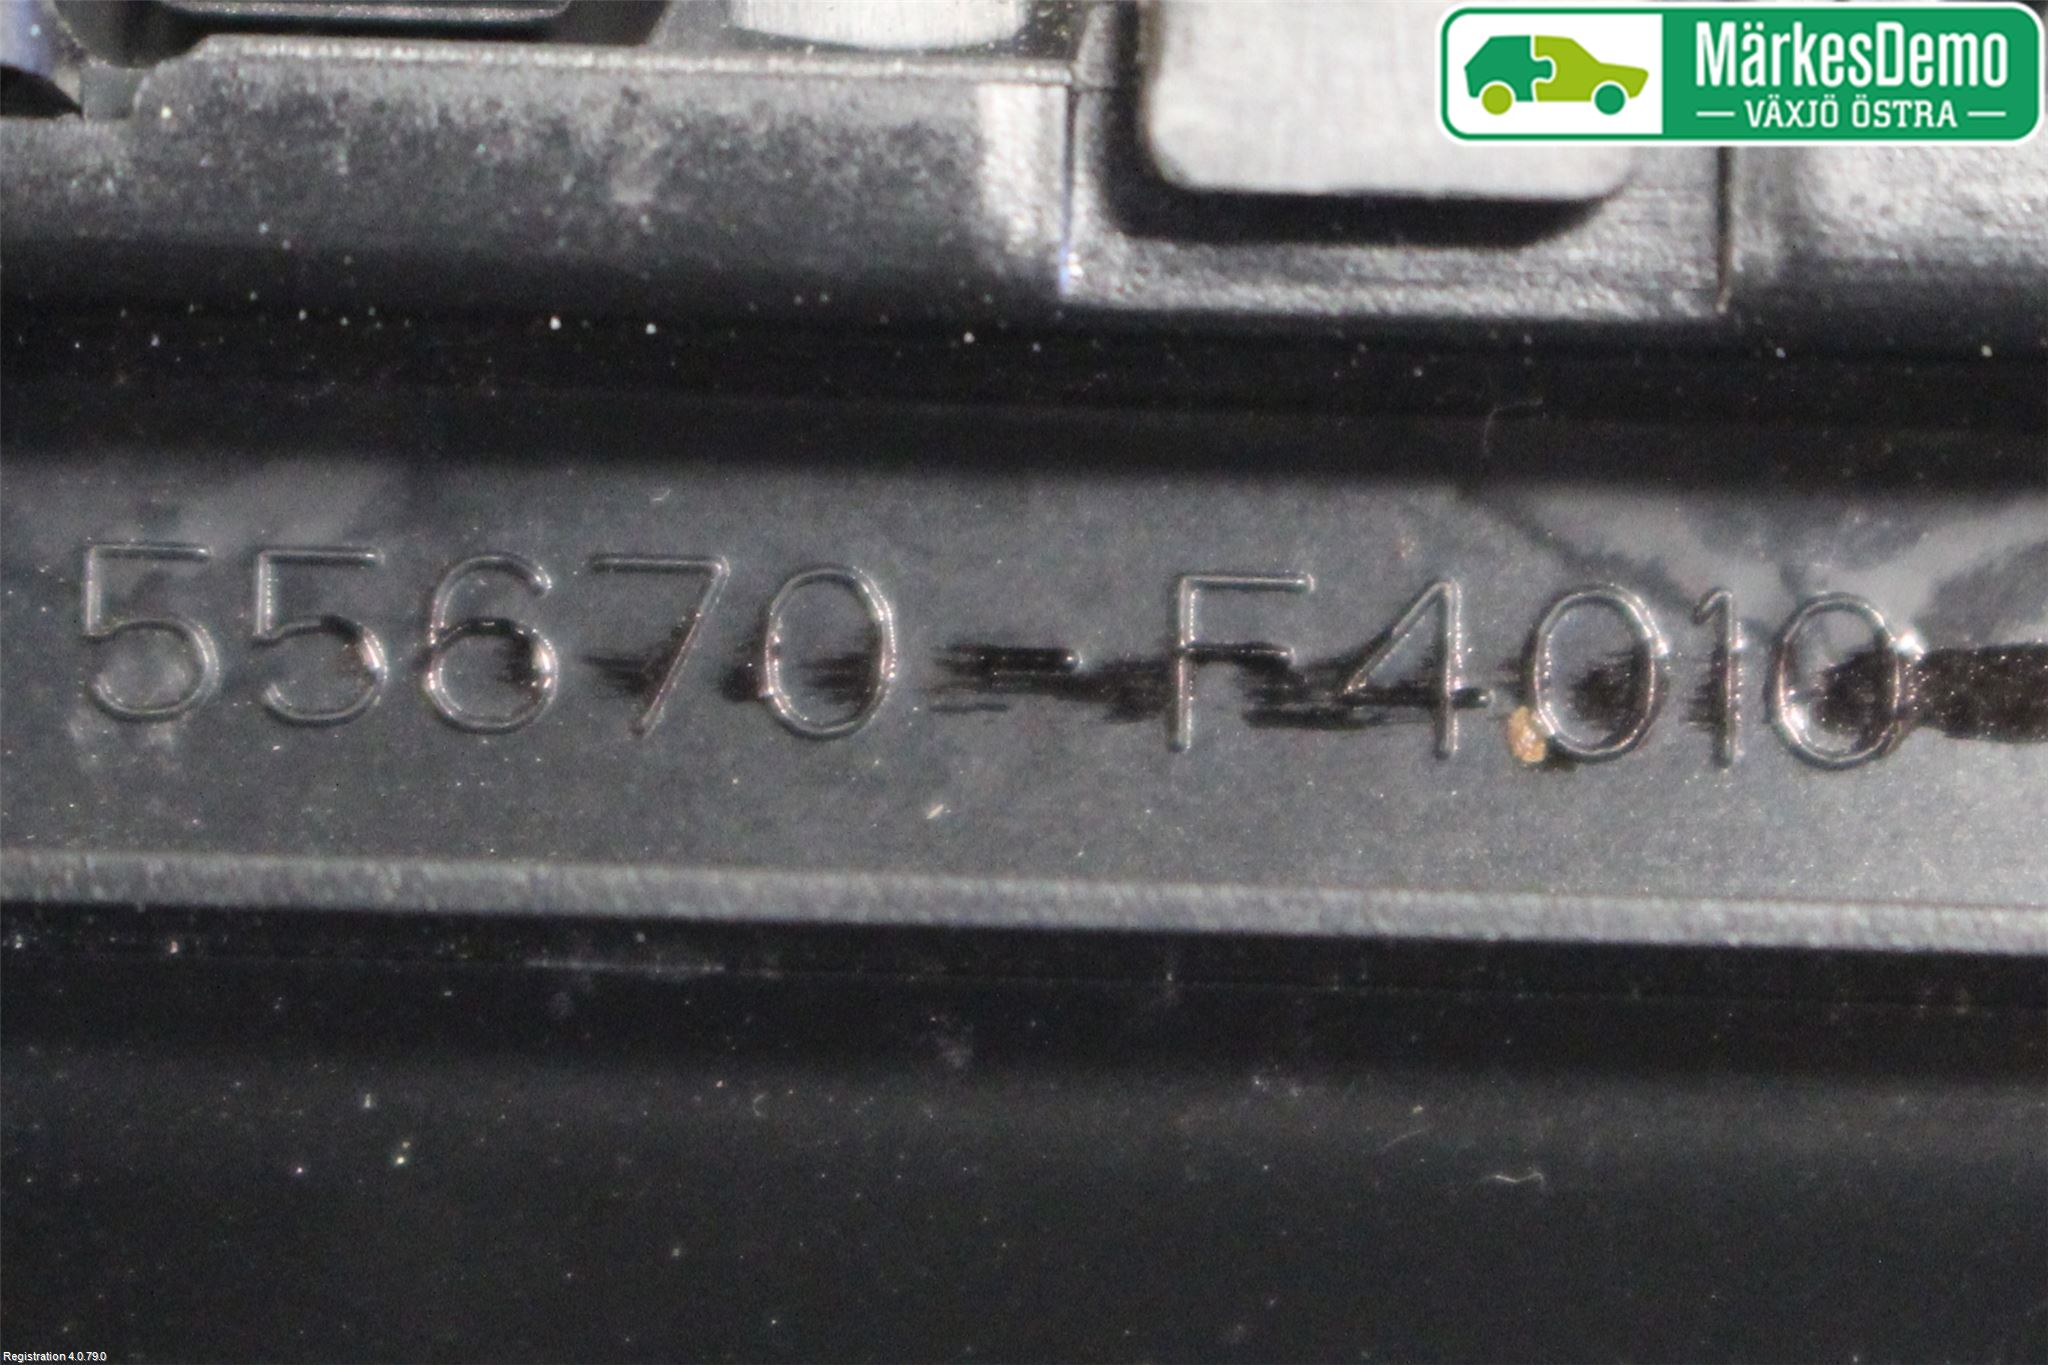 MärkesDemo
— VÄXJÖ ÖSTRA —
55670-F4010
Registration 4.0.79.0